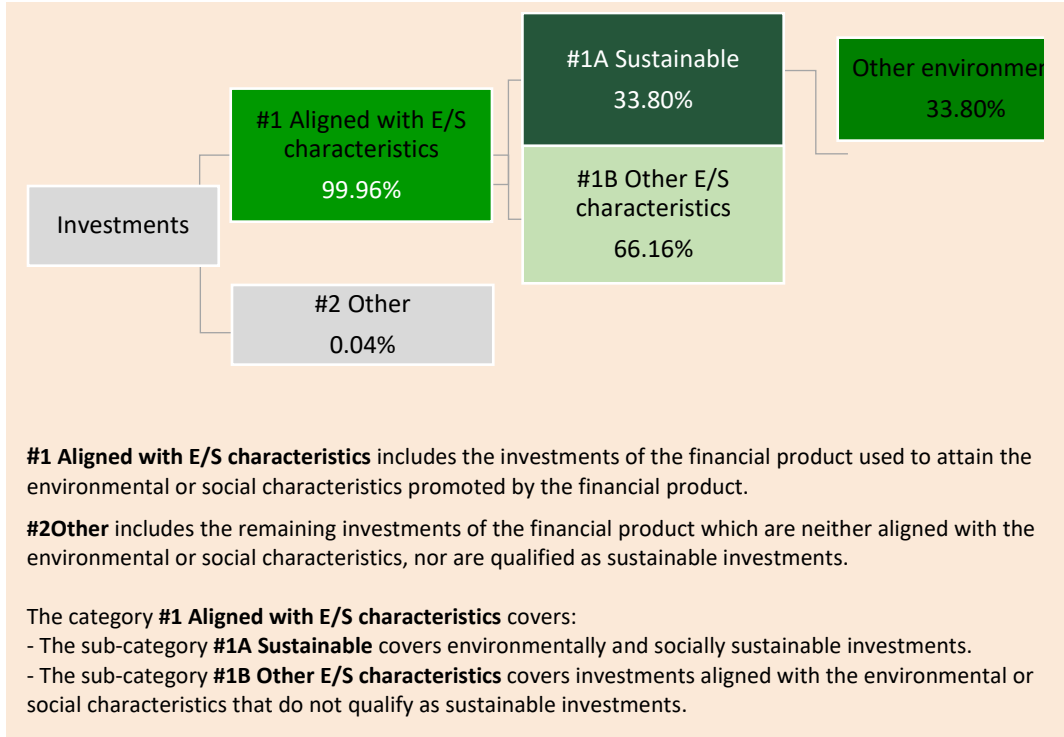 Investments
#1 Aligned with E/S
characteristics
99.96%
#2 Other
0.04%
#1A Sustainable
33.80%
#1B Other E/S
characteristics
66.16%
Other environmen
33.80%
#1 Aligned with E/S characteristics includes the investments of the financial product used to attain the
environmental or social characteristics promoted by the financial product.
#2Other includes the remaining investments of the financial product which are neither aligned with the
environmental or social characteristics, nor are qualified as sustainable investments.
The category #1 Aligned with E/S characteristics covers:
- The sub-category #1A Sustainable covers environmentally and socially sustainable investments.
- The sub-category #1B Other E/S characteristics covers investments aligned with the environmental or
social characteristics that do not qualify as sustainable investments.